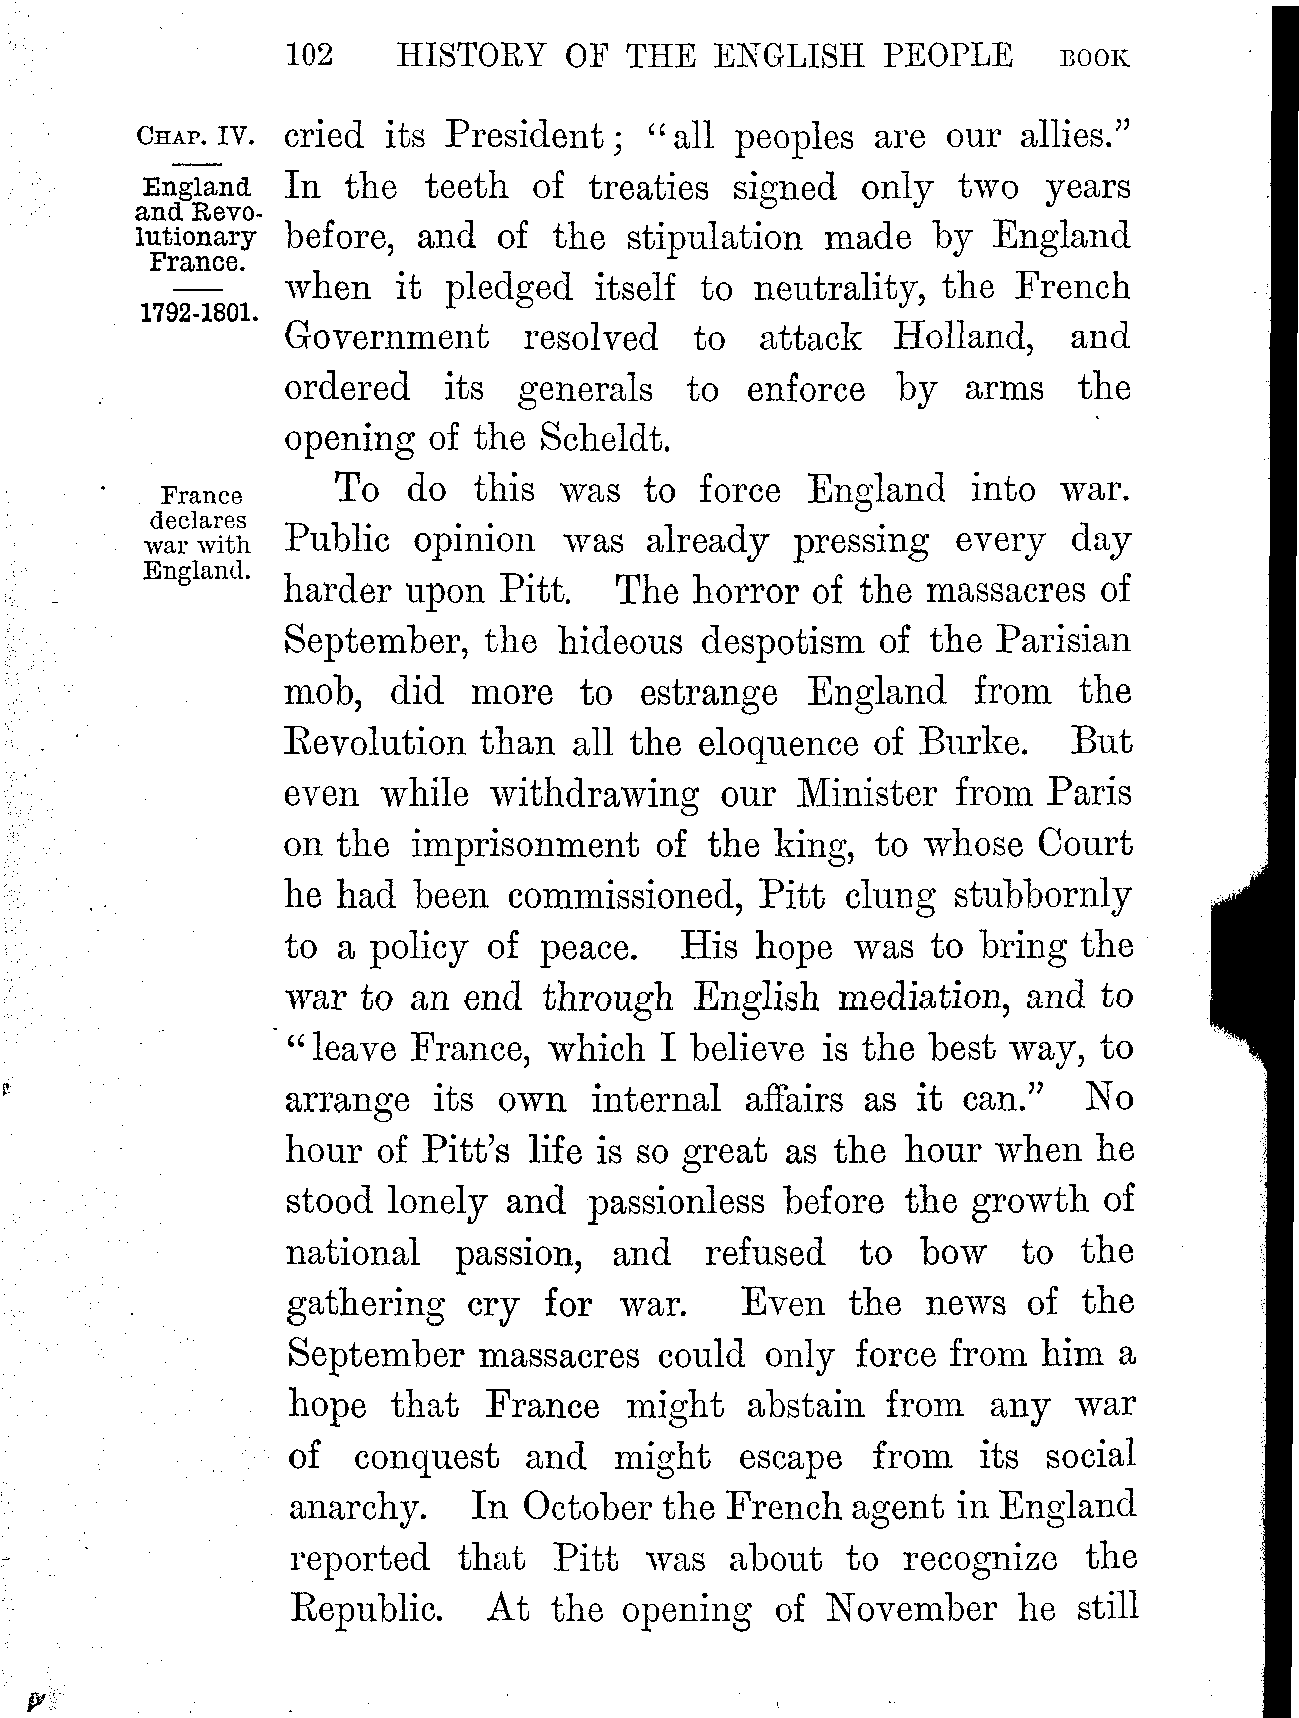 102 HISTORY OF THE ENGLISH PEOPLE BOOK
CHAP. IV.
England
and Revo-
lutionary
France.
1792-1801.
cried its President; “all peoples are our allies.”
In the teeth of treaties signed only two years
before, and of the stipulation made by England
when it pledged itself to neutrality, the French
Government resolved to attack Holland, and
ordered its generals to enforce by arms the
opening of the Scheldt.
France
declares
war with
England.
To do this was to force England into war.
Public opinion was already pressing every day
harder upon Pitt. The horror of the massacres of
September, the hideous despotism of the Parisian
mob, did more to estrange England from the
Revolution than all the eloquence of Burke. But
even while withdrawing our Minister from Paris
on the imprisonment of the king, to whose Court
he had been commissioned, Pitt clung stubbornly
to a policy of peace. His hope was to bring the
war to an end through English mediation, and to
“leave France, which I believe is the best way, to
arrange its own internal affairs as it can.” No
hour of Pitt’s life is so great as the hour when he
stood lonely and passionless before the growth of
national passion, and refused to bow to the
gathering cry for war. Even the news of the
September massacres could only force from him a
hope that France might abstain from any war
of conquest and might escape from its social
anarchy. In October the French agent in England
reported that Pitt was about to recognize the
Republic. At the opening of November he still